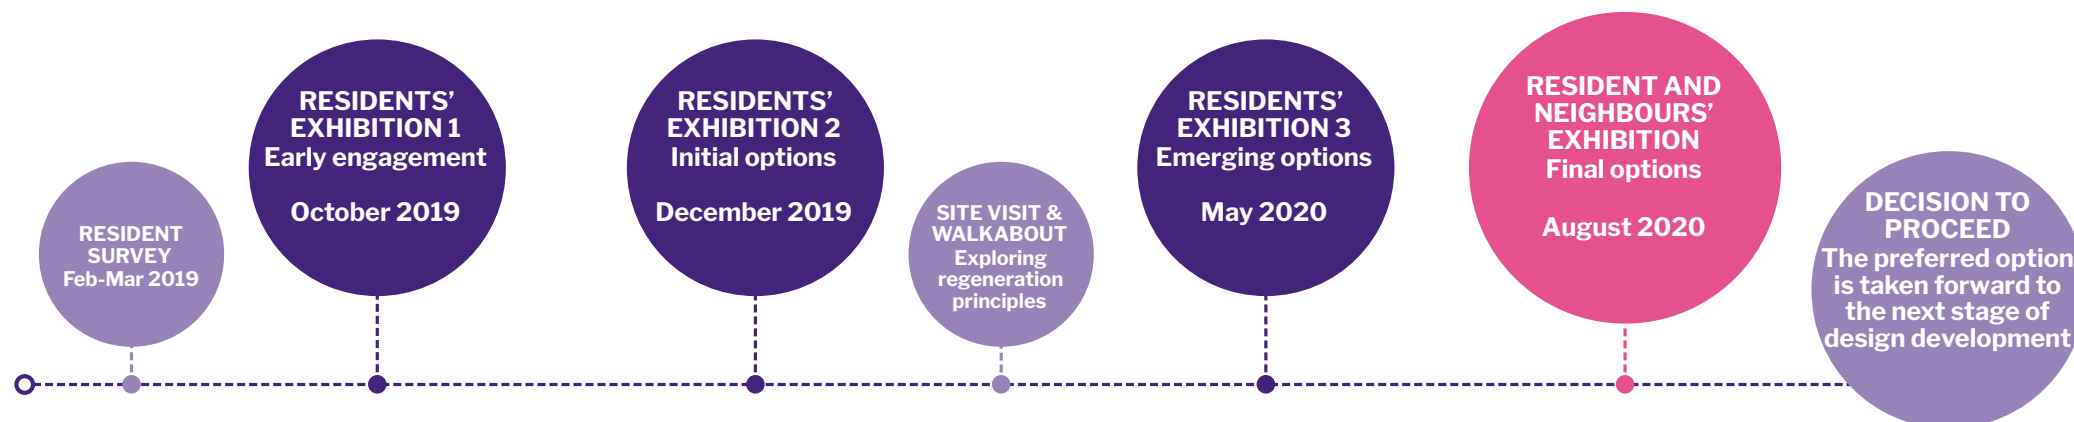 RESIDENT
SURVEY
Feb-Mar 2019
RESIDENTS’
EXHIBITION 1
Early engagement
October 2019
RESIDENTS’
EXHIBITION 2
Initial options
December 2019
SITE VISIT &
WALKABOUT
Exploring
regeneration
principles
RESIDENTS’
EXHIBITION 3
Emerging options
May 2020
RESIDENT AND
NEIGHBOURS’
EXHIBITION
Final options
August 2020
DECISION TO
PROCEED
The preferred option
is taken forward to
the next stage of
design development